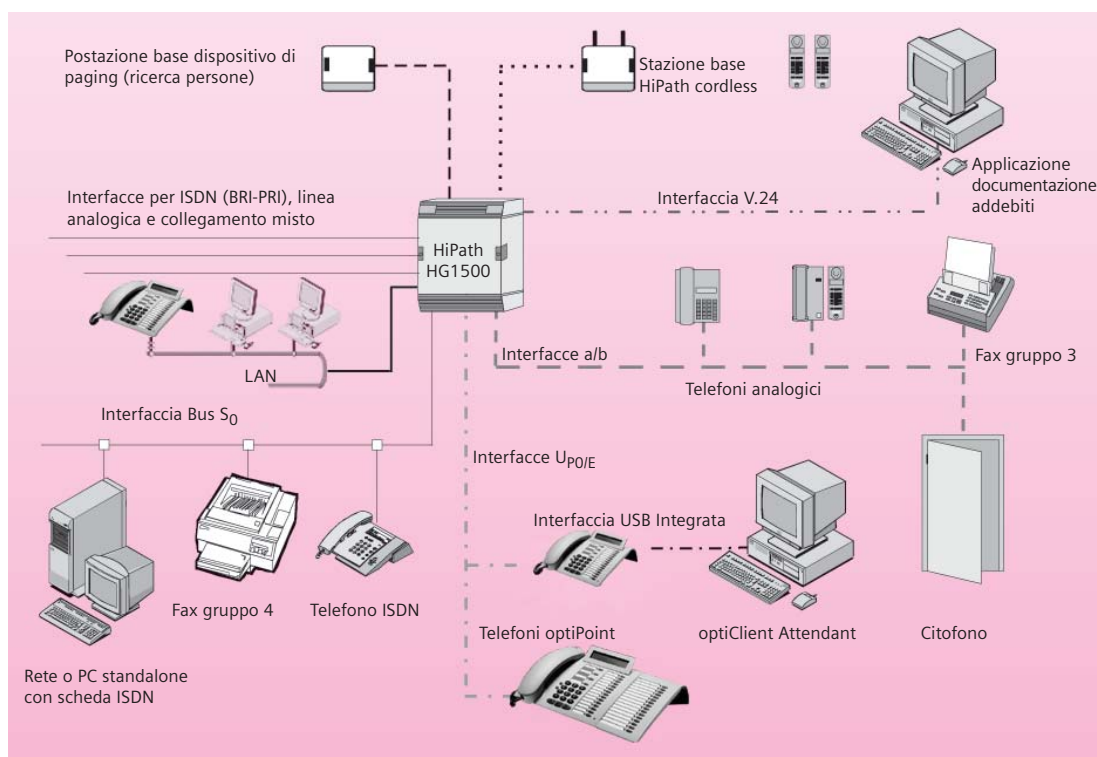 Postazione base dispositivo di
paging (ricerca persone)
Stazione base
HiPath cordless
Applicazione
documentazione
addebiti
Interfacce per ISDN (BRI-PRI), linea
analogica e collegamento misto
Interfaccia V.24
HiPath
HG1500
Interfacce a/b
Fax gruppo 3
LAN
Telefoni analogici
Interfaccia Bus S0
Interfacce UP0/E
Interfaccia USB Integrata
Fax gruppo 4
Telefono ISDN
Telefoni optiPoint
optiClient Attendant
Citofono
Rete o PC standalone
con scheda ISDN